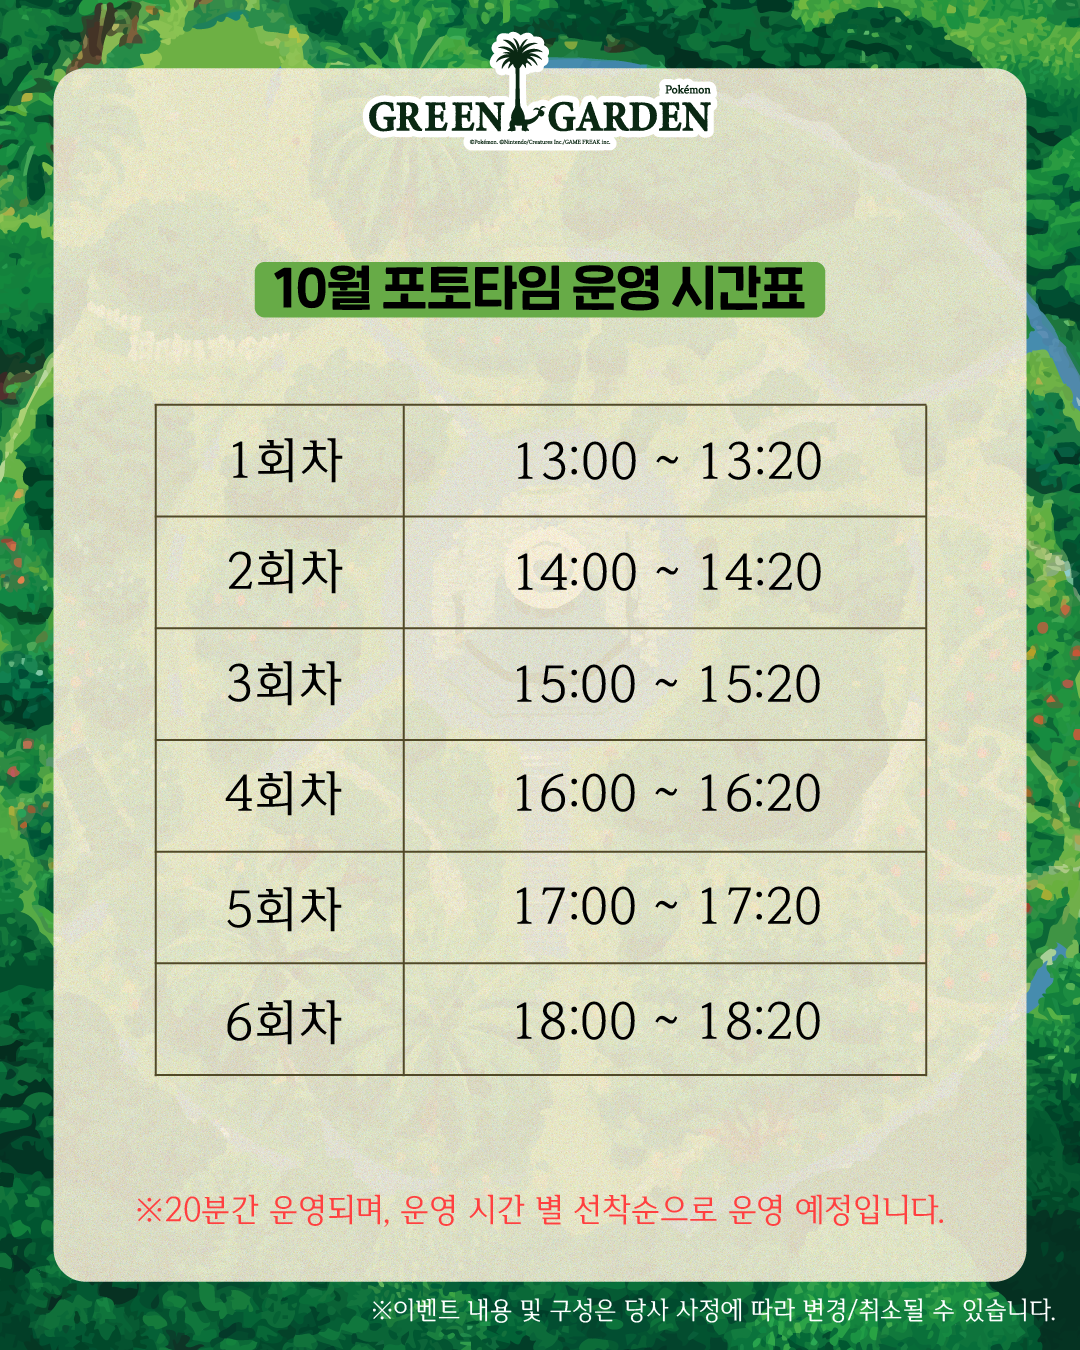 Pokémon
GREEN GARDEN
©Pokémon. ©Nintendo/Creatures Inc./GAME FREAK inc.
10월 포토타임 운영 시간표
1회차 13:00 ~ 13:20
2회차 14:00 ~ 14:20
3회차 15:00 ~ 15:20
4회차 16:00 ~ 16:20
5회차 17:00 ~ 17:20
6회차 18:00 ~ 18:20
※20분간 운영되며, 운영 시간 별 선착순으로 운영 예정입니다.
※이벤트 내용 및 구성은 당사 사정에 따라 변경/취소될 수 있습니다.